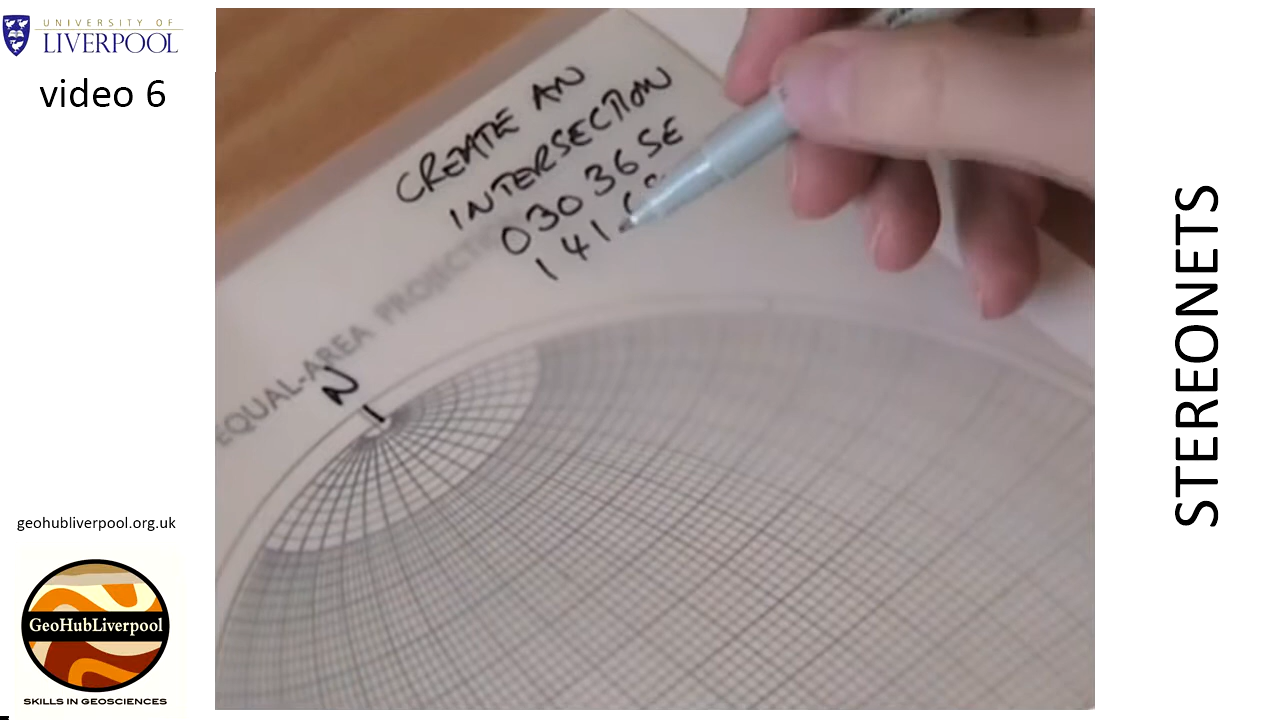 UNIVERSITY OF
LIVERPOOL
video 6
CREATE AN
INTERSECTION
030 36 SE
141
EQUAL-AREA
N
STEREONETS
geohubliverpool.org.uk
GeoHubLiverpool
SKILLS IN GEOSCIENCES